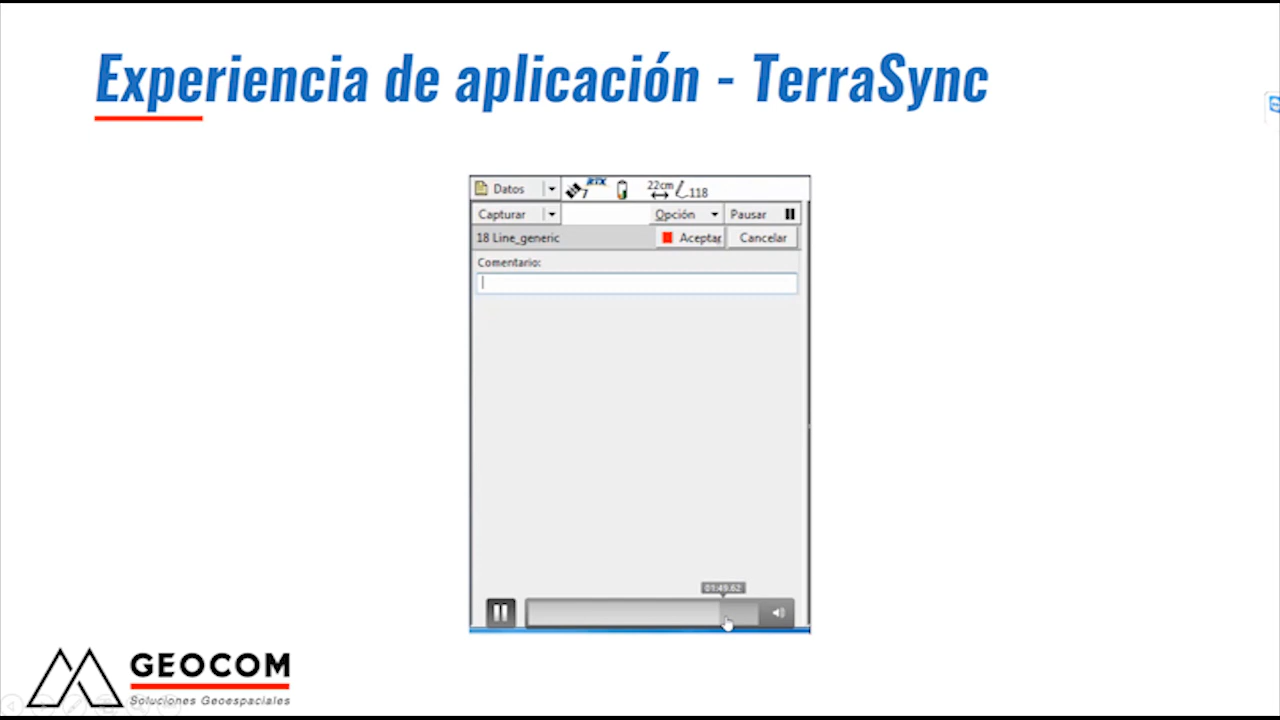 Experiencia de aplicación - TerraSync
Datos
RTX
7
22cm
118
Capturar
Opción
Pausar
18 Line_generic
Aceptar
Cancelar
Comentario:
01:49.62
GEOCOM
Soluciones Geoespaciales